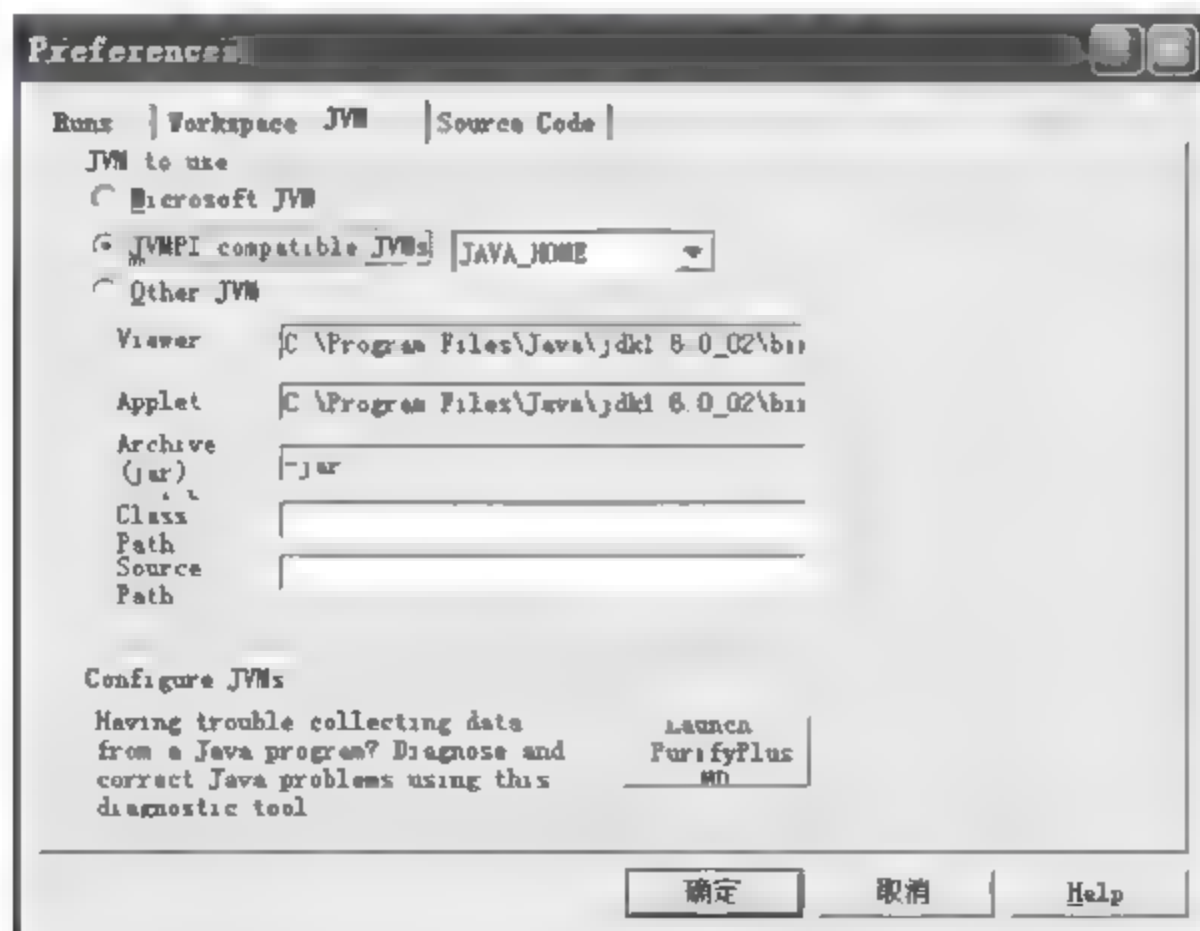 Preferences
Runs Workspace JVM Source Code
JVM to use
Microsoft JVM
JVMPI compatible JVMs JAVA_HOME
Other JVM
Viewer C \Program Files\Java\jdk1 6.0_02\bin
Applet C \Program Files\Java\jdk1 6.0_02\bin
Archive
(jar) -jar
Class
Path
Source
Path
Configure JVMs
Having trouble collecting data
from a Java program? Diagnose and
correct Java problems using this
diagnostic tool
Launch
PurifyPlus
MD
确定 取消 Help